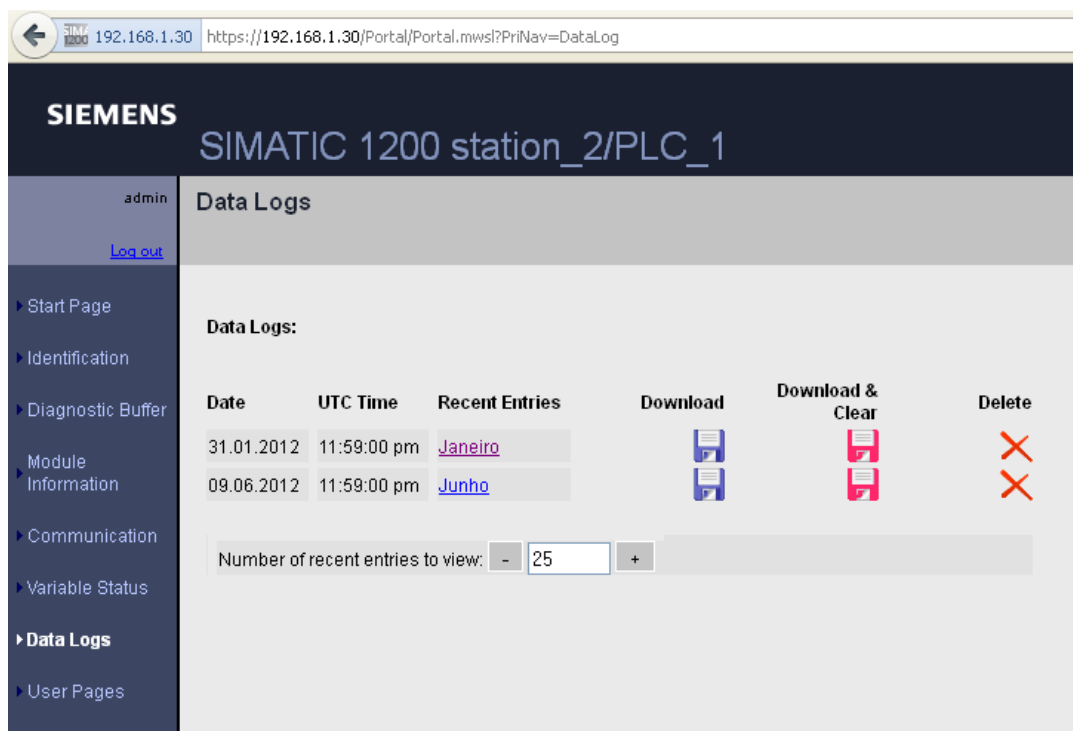 192.168.1.30 https://192.168.1.30/Portal/Portal.mwsl?PriNav=DataLog
SIEMENS
SIMATIC 1200 station_2/PLC_1
admin
Log out
Data Logs
Start Page
Identification
Diagnostic Buffer
Module
Information
Communication
Variable Status
Data Logs
User Pages
Data Logs:
Date UTC Time Recent Entries Download Download &
Clear Delete
31.01.2012 11:59:00 pm Janeiro
09.06.2012 11:59:00 pm Junho
Number of recent entries to view: - 25 +